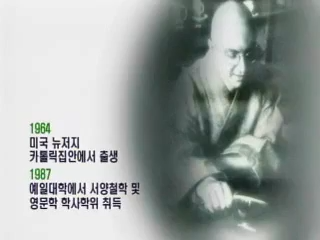 1964
미국 뉴저지
카톨릭집안에서 출생
1987
예일대학에서 서양철학 및
영문학 학사학위 취득